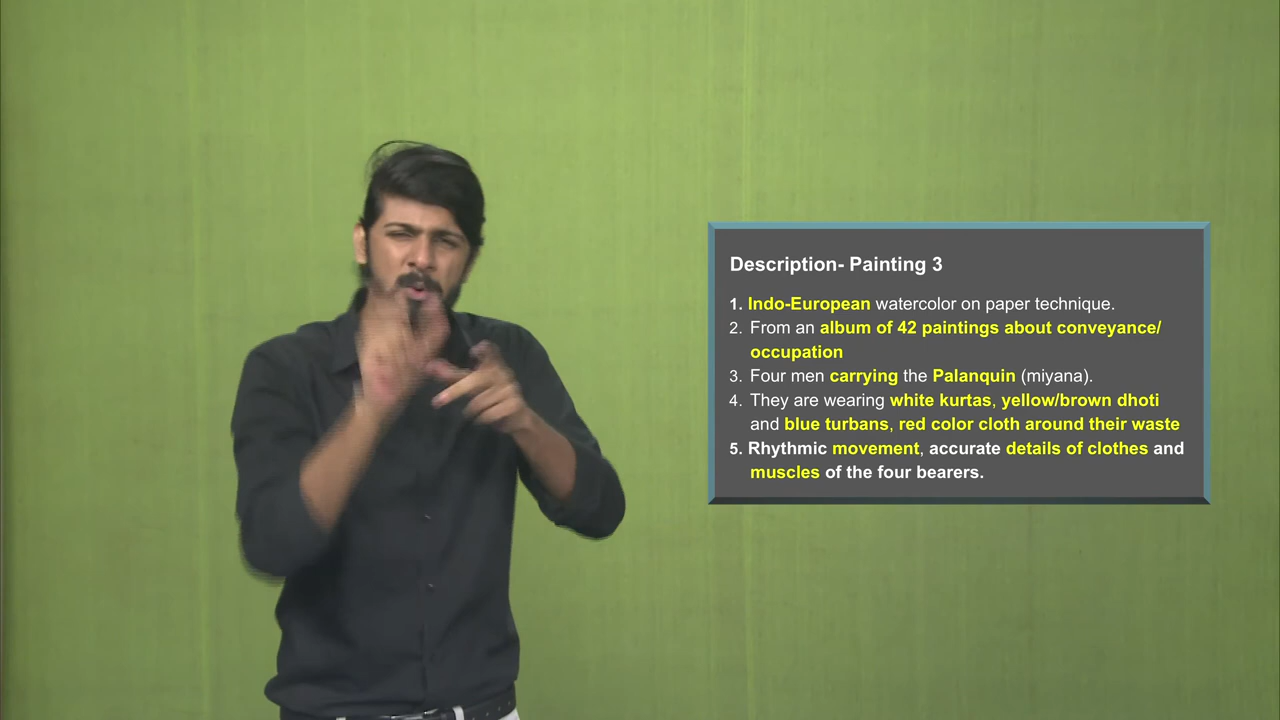 Description- Painting 3
1. Indo-European watercolor on paper technique.
2. From an album of 42 paintings about conveyance/
occupation
3. Four men carrying the Palanquin (miyana).
4. They are wearing white kurtas, yellow/brown dhoti
and blue turbans, red color cloth around their waste
5. Rhythmic movement, accurate details of clothes and
muscles of the four bearers.